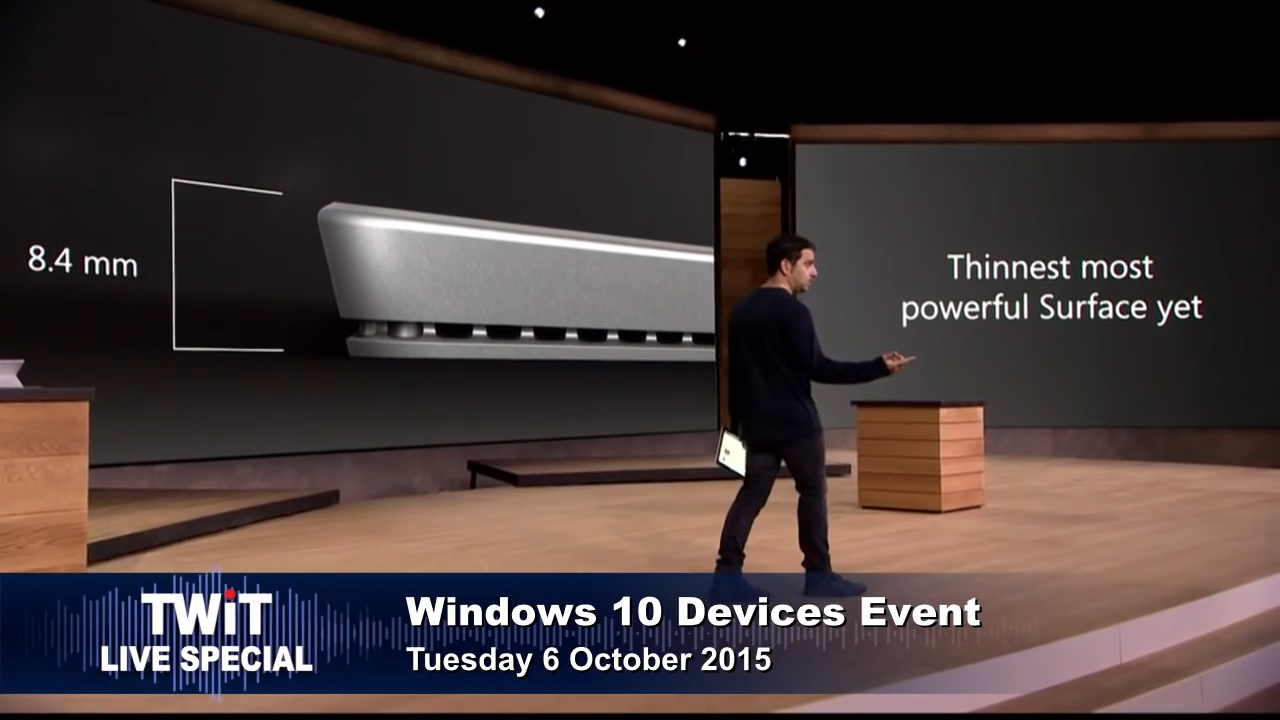 8.4 mm
Thinnest most
powerful Surface yet
TWiT
LIVE SPECIAL
Windows 10 Devices Event
Tuesday 6 October 2015